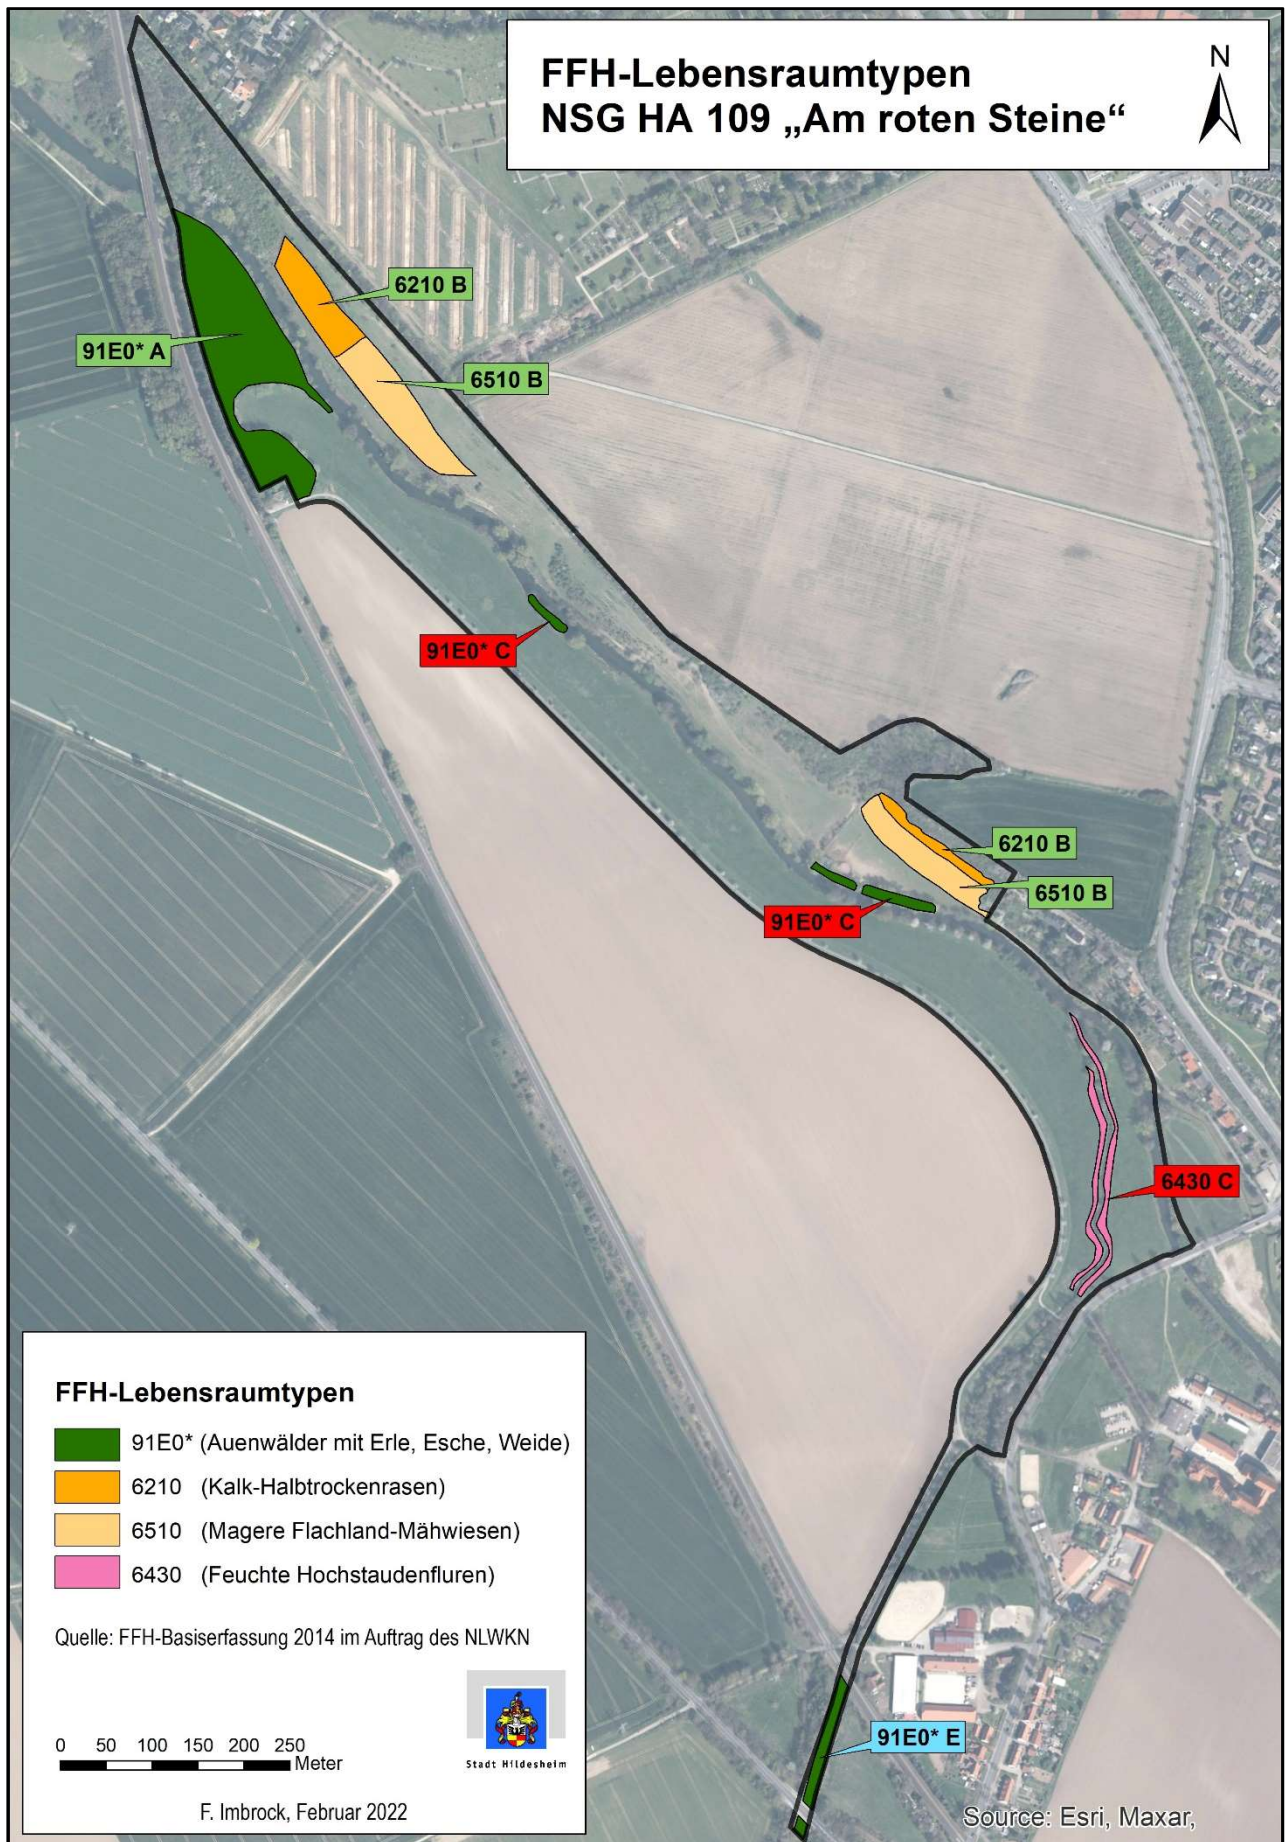 FFH-Lebensraumtypen
NSG HA 109 „Am roten Steine“
N
6210 B
91E0* A
6510 B
91E0* C
6210 B
6510 B
91E0* C
6430 C
91E0* E
FFH-Lebensraumtypen
91E0* (Auenwälder mit Erle, Esche, Weide)
6210 (Kalk-Halbtrockenrasen)
6510 (Magere Flachland-Mähwiesen)
6430 (Feuchte Hochstaudenfluren)
Quelle: FFH-Basiserfassung 2014 im Auftrag des NLWKN
0 50 100 150 200 250
Meter
Stadt Hildesheim
F. Imbrock, Februar 2022
Source: Esri, Maxar,